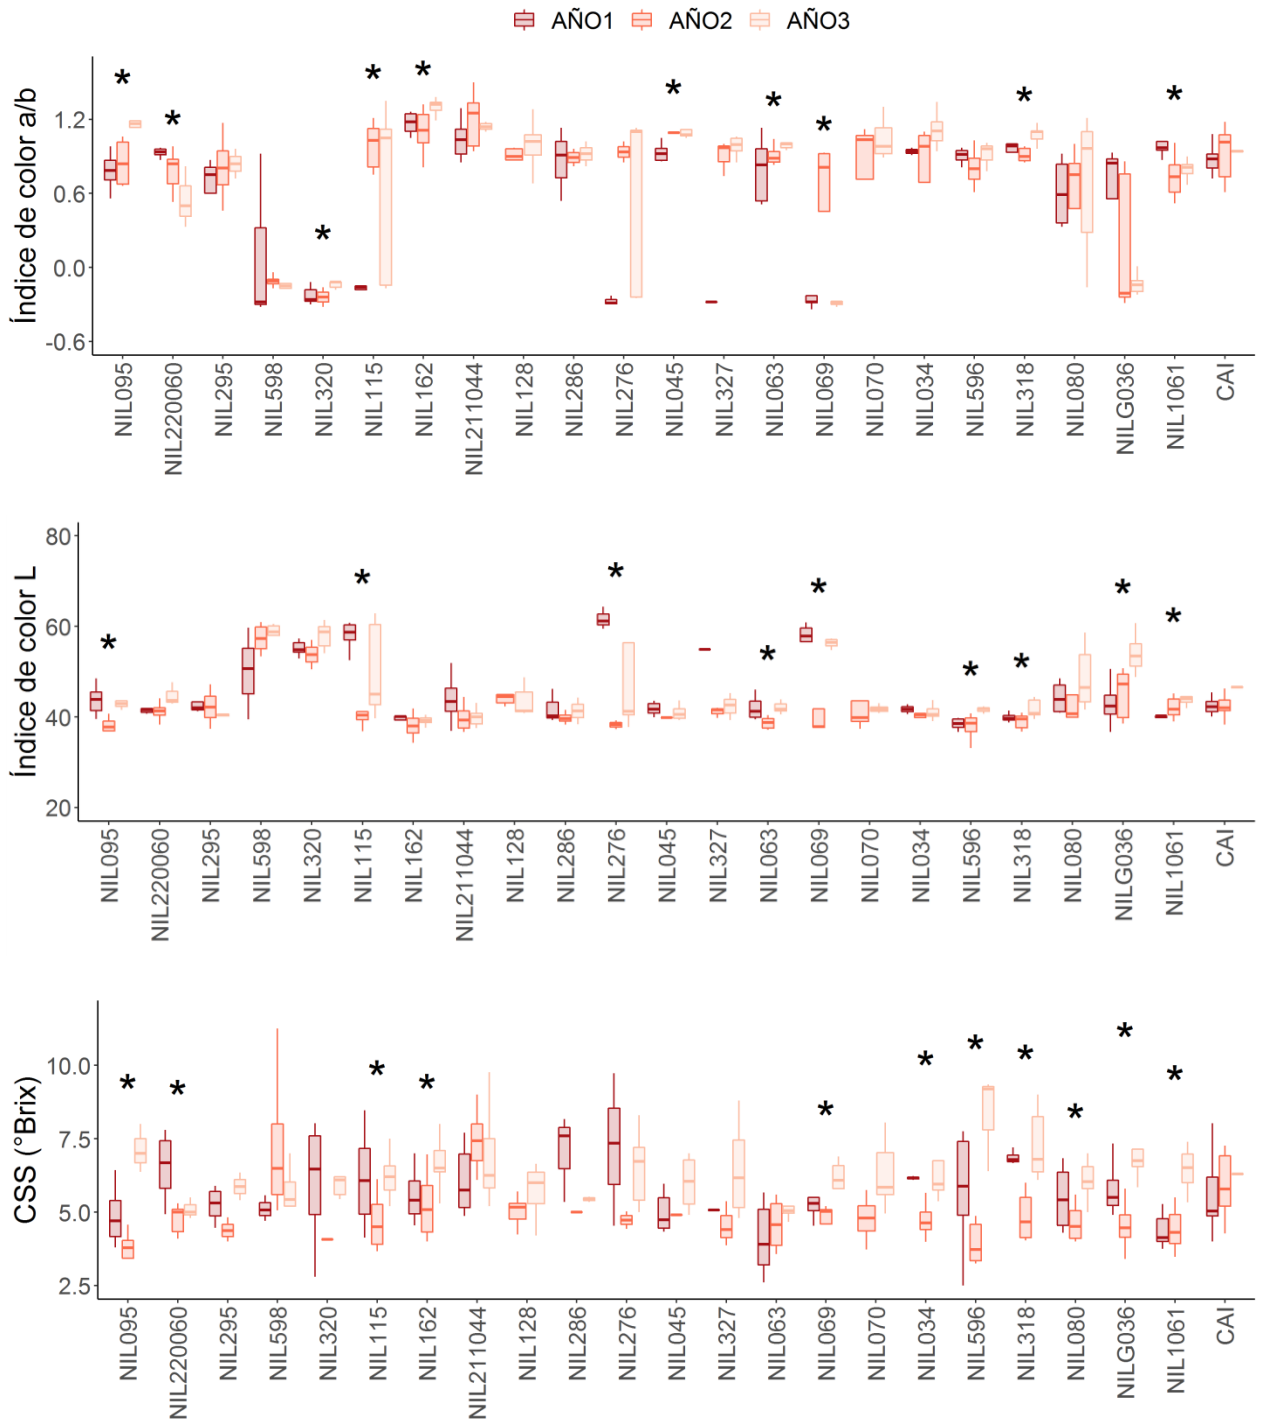 AÑO1 AÑO2 AÑO3
Índice de color a/b
1.2
0.6
0.0
-0.6
NIL095 NIL220060 NIL295 NIL598 NIL320 NIL115 NIL162 NIL211044 NIL128 NIL286 NIL276 NIL045 NIL327 NIL063 NIL069 NIL070 NIL034 NIL596 NIL318 NIL080 NILG036 NIL1061 CAI
Índice de color L
80
60
40
20
NIL095 NIL220060 NIL295 NIL598 NIL320 NIL115 NIL162 NIL211044 NIL128 NIL286 NIL276 NIL045 NIL327 NIL063 NIL069 NIL070 NIL034 NIL596 NIL318 NIL080 NILG036 NIL1061 CAI
CSS (°Brix)
10.0
7.5
5.0
2.5
NIL095 NIL220060 NIL295 NIL598 NIL320 NIL115 NIL162 NIL211044 NIL128 NIL286 NIL276 NIL045 NIL327 NIL063 NIL069 NIL070 NIL034 NIL596 NIL318 NIL080 NILG036 NIL1061 CAI